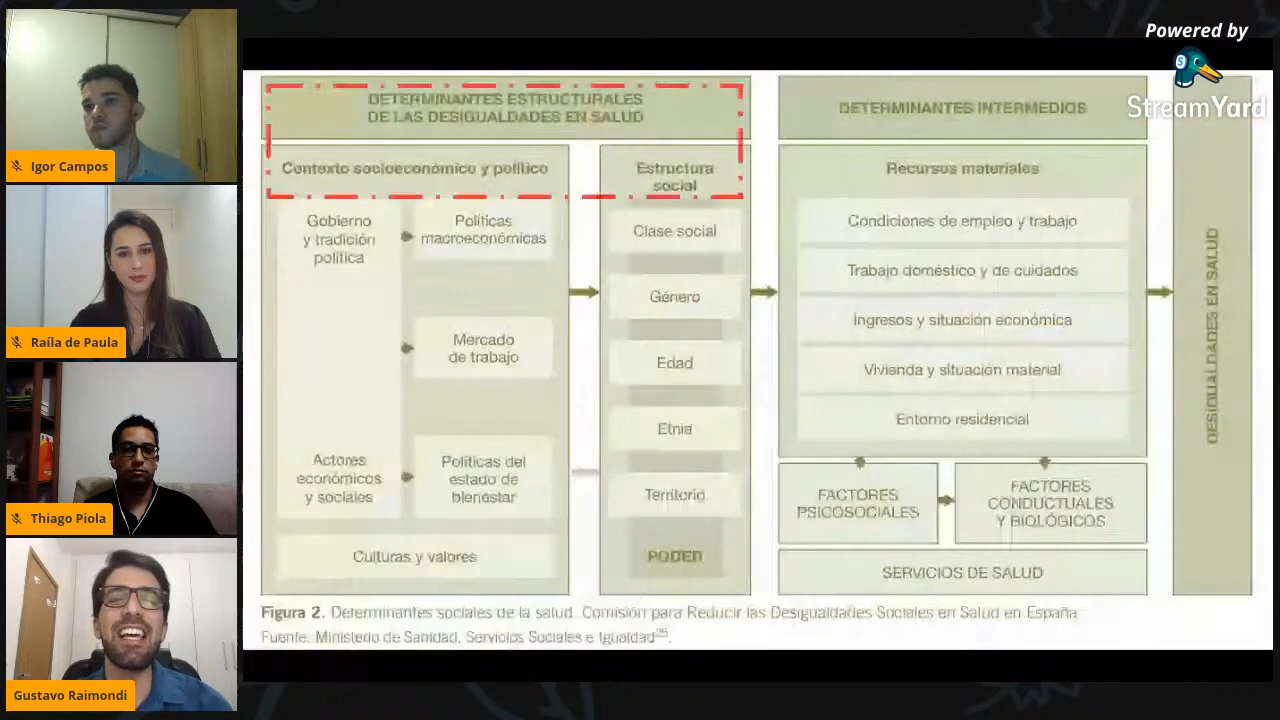 Powered by
StreamYard
Igor Campos
Raíla de Paula
Thiago Piola
Gustavo Raimondi
DETERMINANTES ESTRUCTURALES
DE LAS DESIGUALDADES EN SALUD
Contexto socioeconómico y político
Gobierno
y tradición
política
Políticas
macroeconómicas
Mercado
de trabajo
Actores
económicos
y sociales
Políticas del
estado de
bienestar
Culturas y valores
Estructura
social
Clase social
Género
Edad
Etnia
Territorio
PODER
DETERMINANTES INTERMEDIOS
Recursos materiales
Condiciones de empleo y trabajo
Trabajo doméstico y de cuidados
Ingresos y situación económica
Vivienda y situación material
Entorno residencial
FACTORES
PSICOSOCIALES
FACTORES
CONDUCTUALES
Y BIOLÓGICOS
SERVICIOS DE SALUD
DESIGUALDADES EN SALUD
Figura 2. Determinantes sociales de la salud. Comisión para Reducir las Desigualdades Sociales en Salud en España
Fuente: Ministerio de Sanidad, Servicios Sociales e Igualdad25.